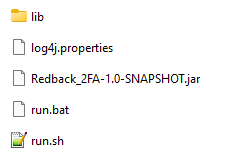 lib
log4j.properties
Redback_2FA-1.0-SNAPSHOT.jar
run.bat
run.sh